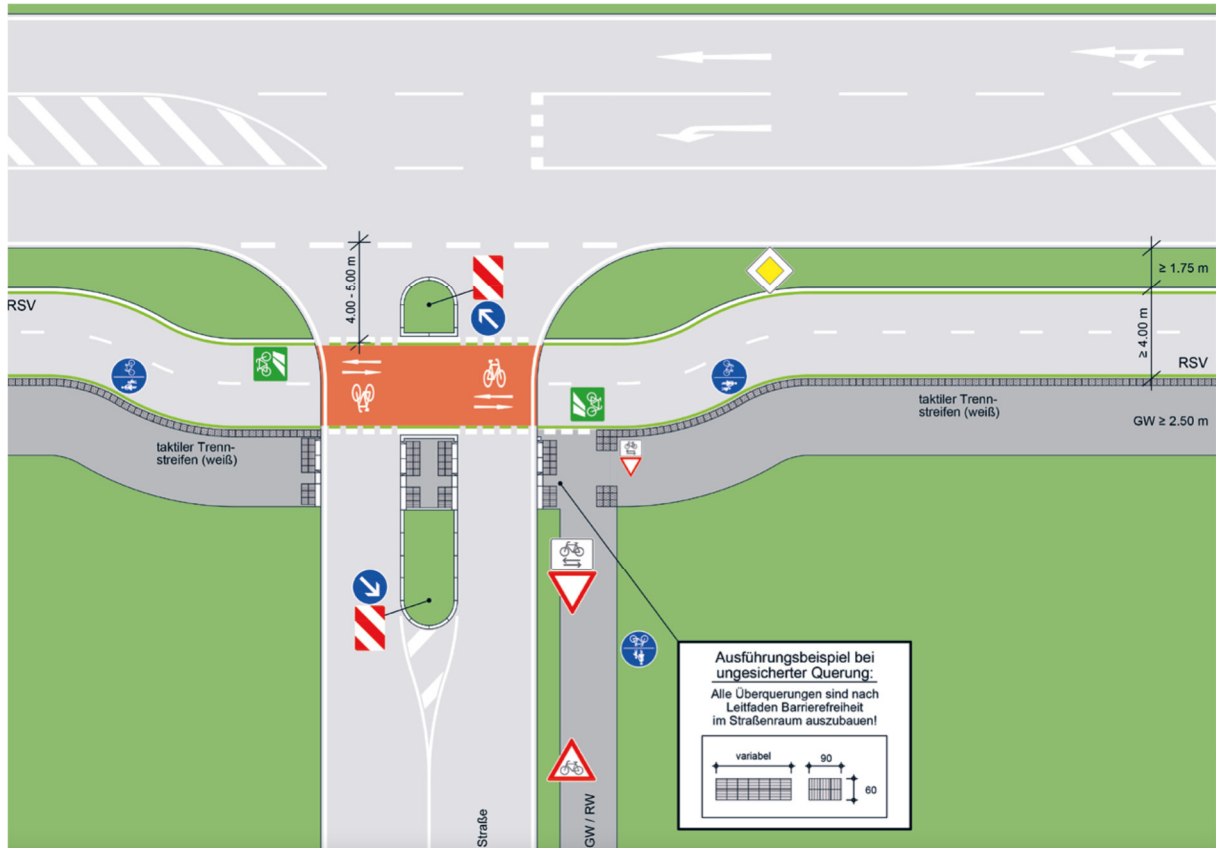 4.00 - 5.00 m
≥ 1.75 m
RSV
≥ 4.00 m
RSV
taktiler Trenn-
streifen (weiß)
GW ≥ 2.50 m
taktiler Trenn-
streifen (weiß)
Ausführungsbeispiel bei
ungesicherter Querung:
Alle Überquerungen sind nach
Leitfaden Barrierefreiheit
im Straßenraum auszubauen!
variabel
90
60
Straße
GW / RW